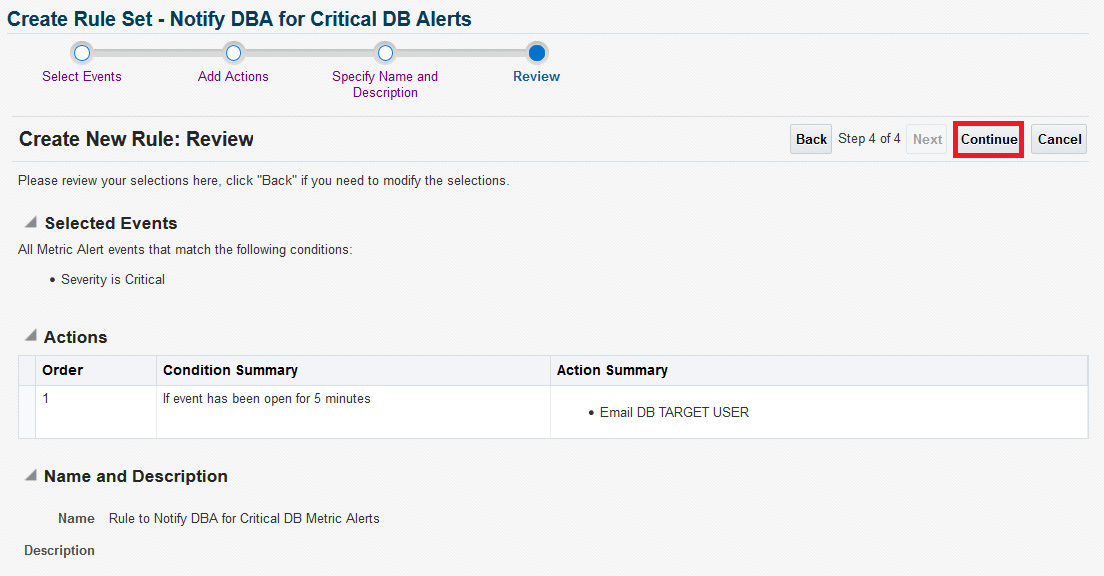 Create Rule Set - Notify DBA for Critical DB Alerts
Select Events
Add Actions
Specify Name and
Description
Review
Create New Rule: Review
Back Step 4 of 4 Next Continue Cancel
Please review your selections here, click "Back" if you need to modify the selections.
Selected Events
All Metric Alert events that match the following conditions:
• Severity is Critical
Actions
Order Condition Summary Action Summary
1 If event has been open for 5 minutes
• Email DB TARGET USER
Name and Description
Name Rule to Notify DBA for Critical DB Metric Alerts
Description